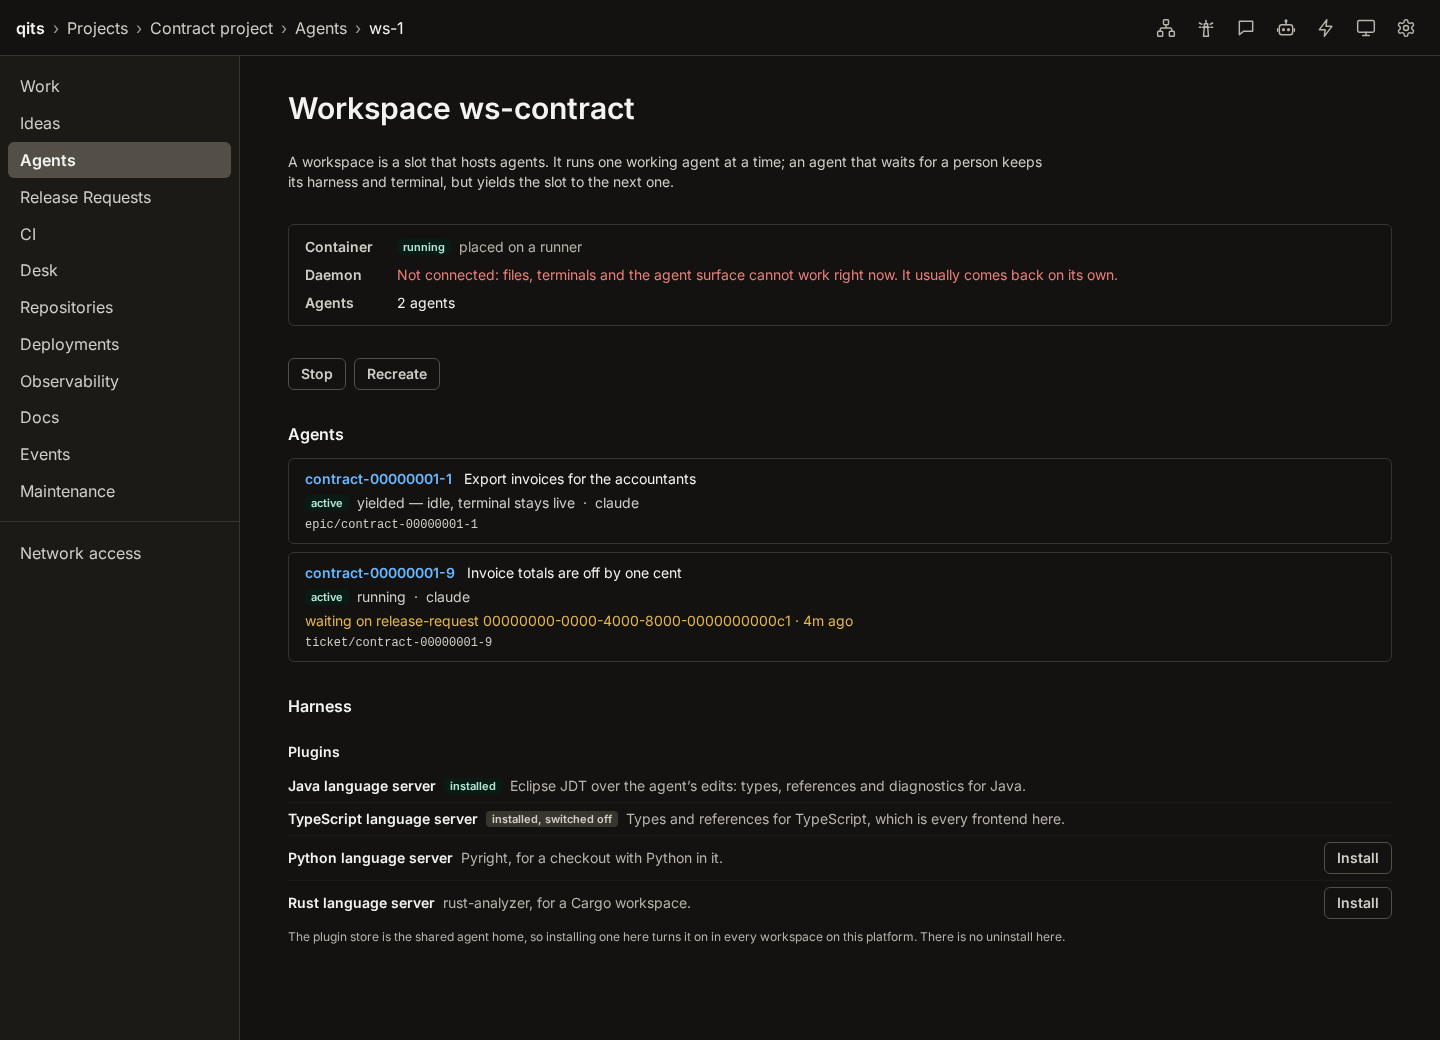 qits › Projects › Contract project › Agents › ws-1
Work
Ideas
Agents
Release Requests
CI
Desk
Repositories
Deployments
Observability
Docs
Events
Maintenance
Network access
Workspace ws-contract
A workspace is a slot that hosts agents. It runs one working agent at a time; an agent that waits for a person keeps
its harness and terminal, but yields the slot to the next one.
Container running placed on a runner
Daemon Not connected: files, terminals and the agent surface cannot work right now. It usually comes back on its own.
Agents 2 agents
Stop Recreate
Agents
contract-00000001-1 Export invoices for the accountants
active yielded — idle, terminal stays live · claude
epic/contract-00000001-1
contract-00000001-9 Invoice totals are off by one cent
active running · claude
waiting on release-request 00000000-0000-4000-8000-0000000000c1 · 4m ago
ticket/contract-00000001-9
Harness
Plugins
Java language server installed Eclipse JDT over the agent’s edits: types, references and diagnostics for Java.
TypeScript language server installed, switched off Types and references for TypeScript, which is every frontend here.
Python language server Pyright, for a checkout with Python in it. Install
Rust language server rust-analyzer, for a Cargo workspace. Install
The plugin store is the shared agent home, so installing one here turns it on in every workspace on this platform. There is no uninstall here.